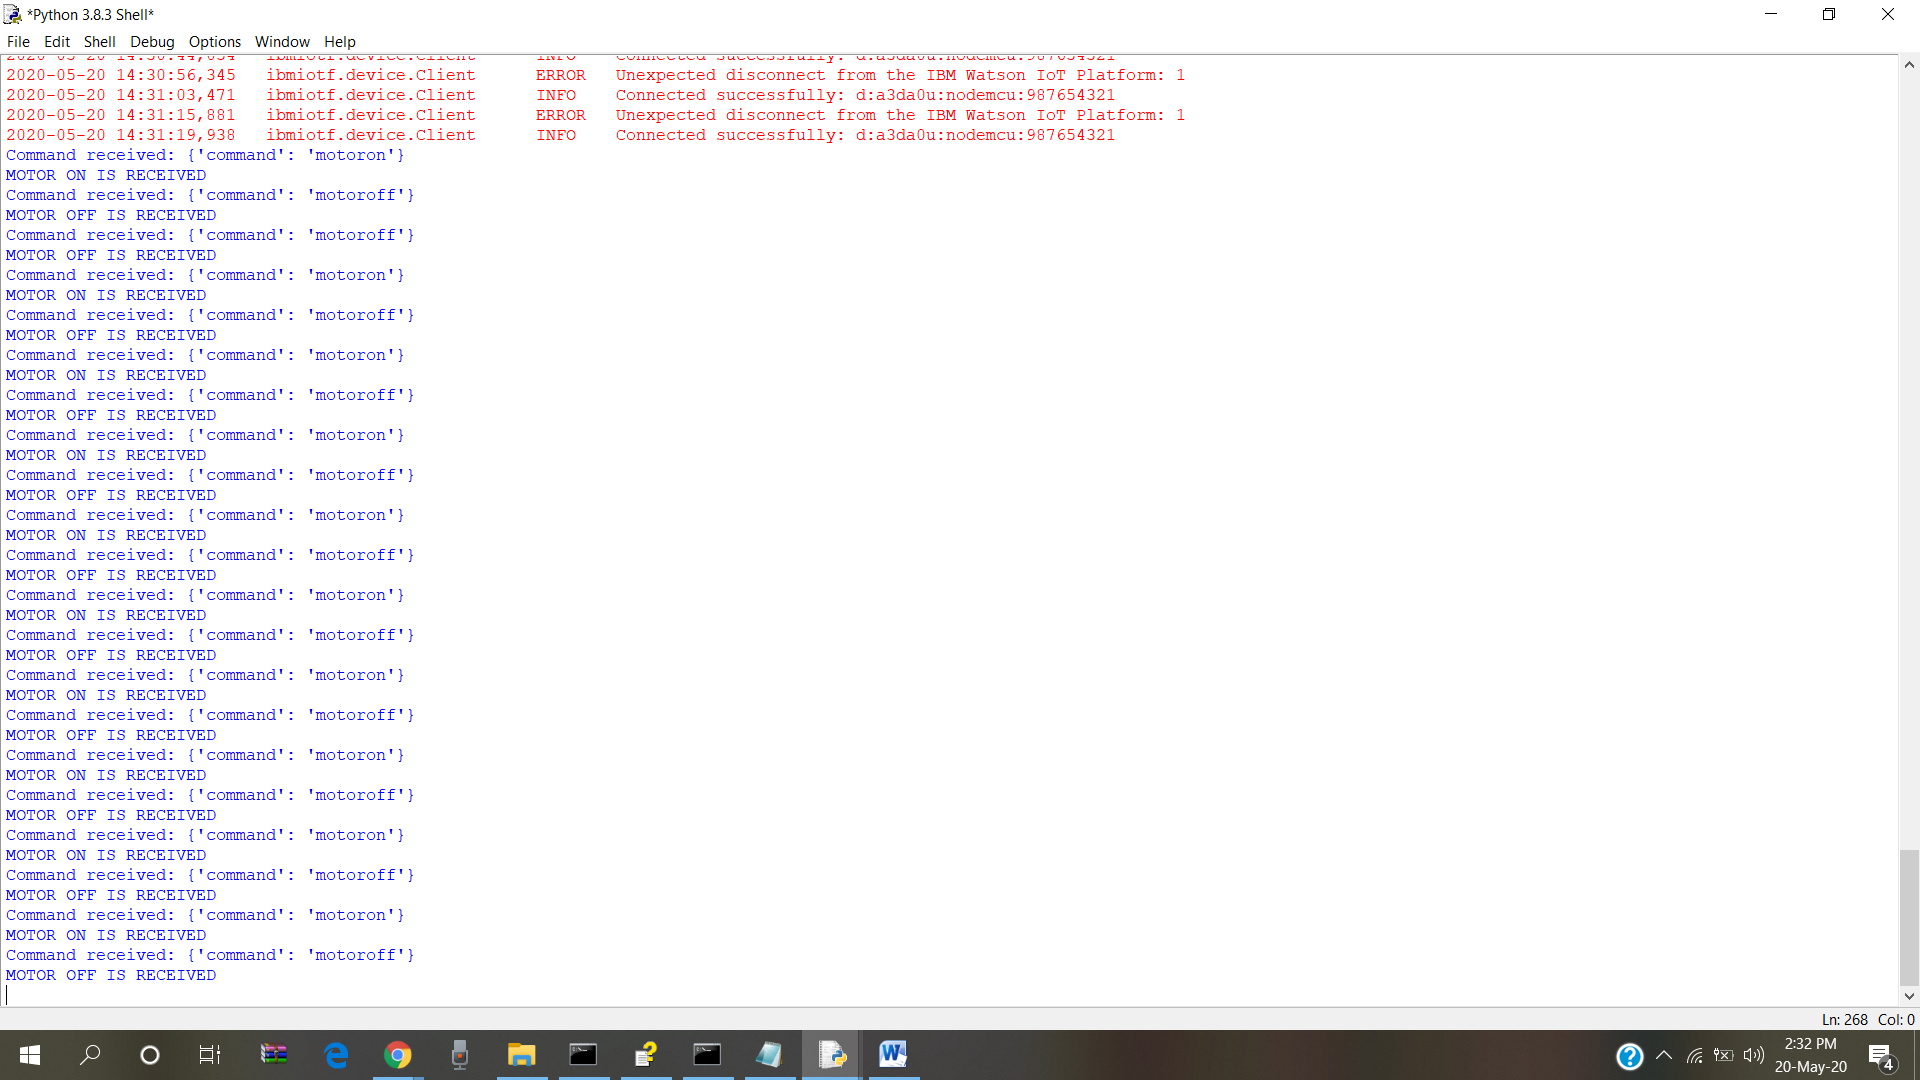 *Python 3.8.3 Shell*
File Edit Shell Debug Options Window Help
2020-05-20 14:30:56,345 ibmiotf.device.Client ERROR Unexpected disconnect from the IBM Watson IoT Platform: 1
2020-05-20 14:31:03,471 ibmiotf.device.Client INFO Connected successfully: d:a3da0u:nodemcu:987654321
2020-05-20 14:31:15,881 ibmiotf.device.Client ERROR Unexpected disconnect from the IBM Watson IoT Platform: 1
2020-05-20 14:31:19,938 ibmiotf.device.Client INFO Connected successfully: d:a3da0u:nodemcu:987654321
Command received: {'command': 'motoron'}
MOTOR ON IS RECEIVED
Command received: {'command': 'motoroff'}
MOTOR OFF IS RECEIVED
Command received: {'command': 'motoroff'}
MOTOR OFF IS RECEIVED
Command received: {'command': 'motoron'}
MOTOR ON IS RECEIVED
Command received: {'command': 'motoroff'}
MOTOR OFF IS RECEIVED
Command received: {'command': 'motoron'}
MOTOR ON IS RECEIVED
Command received: {'command': 'motoroff'}
MOTOR OFF IS RECEIVED
Command received: {'command': 'motoron'}
MOTOR ON IS RECEIVED
Command received: {'command': 'motoroff'}
MOTOR OFF IS RECEIVED
Command received: {'command': 'motoron'}
MOTOR ON IS RECEIVED
Command received: {'command': 'motoroff'}
MOTOR OFF IS RECEIVED
Command received: {'command': 'motoron'}
MOTOR ON IS RECEIVED
Command received: {'command': 'motoroff'}
MOTOR OFF IS RECEIVED
Command received: {'command': 'motoron'}
MOTOR ON IS RECEIVED
Command received: {'command': 'motoroff'}
MOTOR OFF IS RECEIVED
Command received: {'command': 'motoron'}
MOTOR ON IS RECEIVED
Command received: {'command': 'motoroff'}
MOTOR OFF IS RECEIVED
Command received: {'command': 'motoron'}
MOTOR ON IS RECEIVED
Command received: {'command': 'motoroff'}
MOTOR OFF IS RECEIVED
Command received: {'command': 'motoron'}
MOTOR ON IS RECEIVED
Command received: {'command': 'motoroff'}
MOTOR OFF IS RECEIVED
Ln: 268 Col: 0
2:32 PM
20-May-20
4